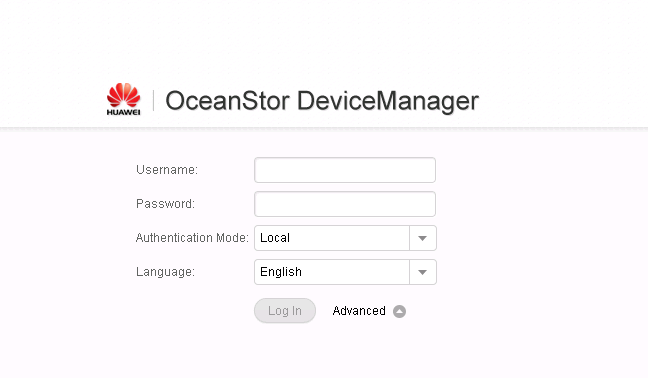 HUAWEI
OceanStor DeviceManager
Username:
Password:
Authentication Mode: Local
Language: English
Log In Advanced